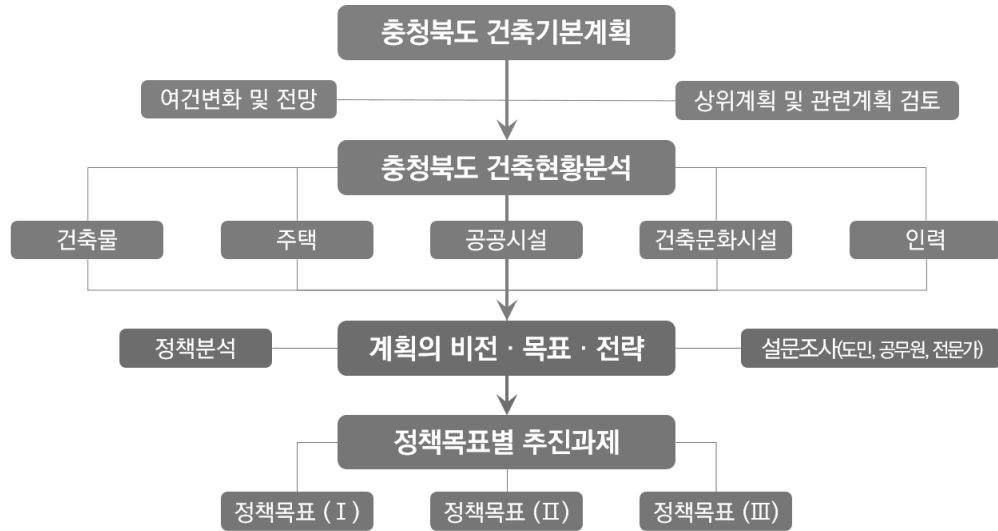 충청북도 건축기본계획
여건변화 및 전망
상위계획 및 관련계획 검토
충청북도 건축현황분석
건축물
주택
공공시설
건축문화시설
인력
정책분석
계획의 비전 · 목표 · 전략
설문조사(도민, 공무원, 전문가)
정책목표별 추진과제
정책목표 (Ⅰ)
정책목표 (Ⅱ)
정책목표 (Ⅲ)